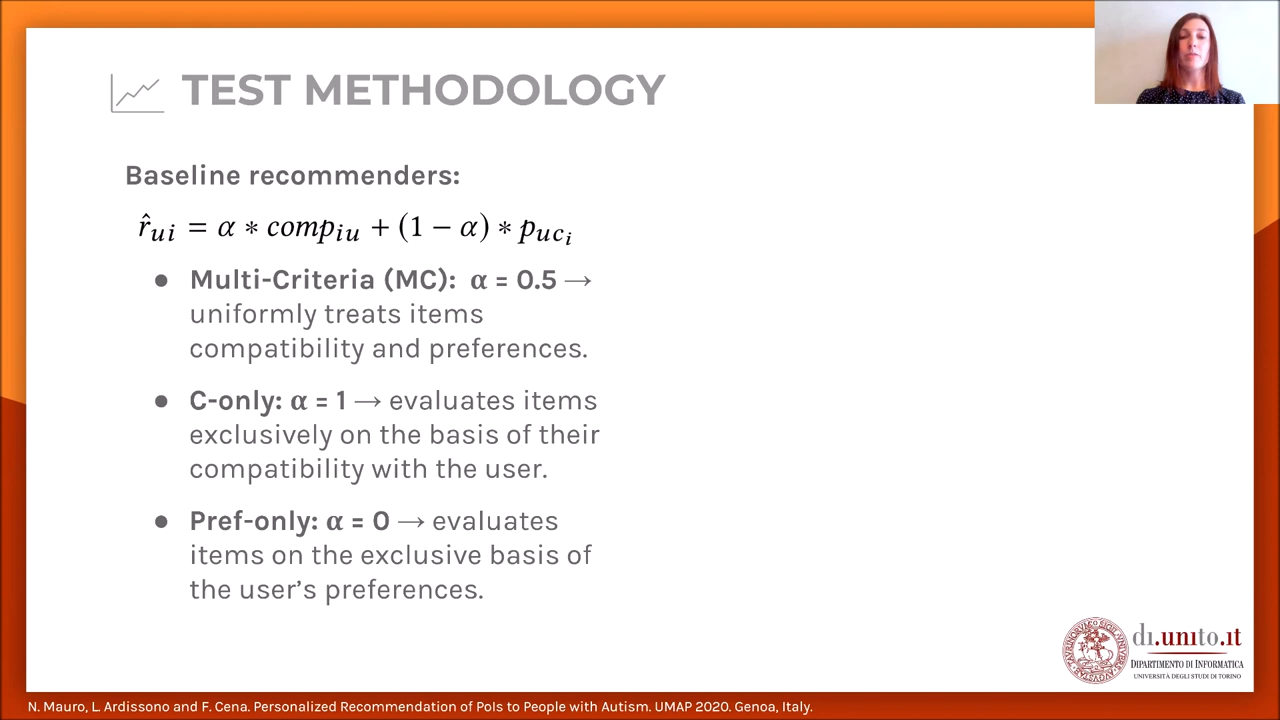 TEST METHODOLOGY
Baseline recommenders:
r̂ui = α ∗ compiu + (1 − α) ∗ puci
● Multi-Criteria (MC): α = 0.5 →
uniformly treats items
compatibility and preferences.
● C-only: α = 1 → evaluates items
exclusively on the basis of their
compatibility with the user.
● Pref-only: α = 0 → evaluates
items on the exclusive basis of
the user’s preferences.
di.unito.it
DIPARTIMENTO DI INFORMATICA
UNIVERSITÀ DEGLI STUDI DI TORINO
N. Mauro, L. Ardissono and F. Cena. Personalized Recommendation of PoIs to People with Autism. UMAP 2020. Genoa, Italy.